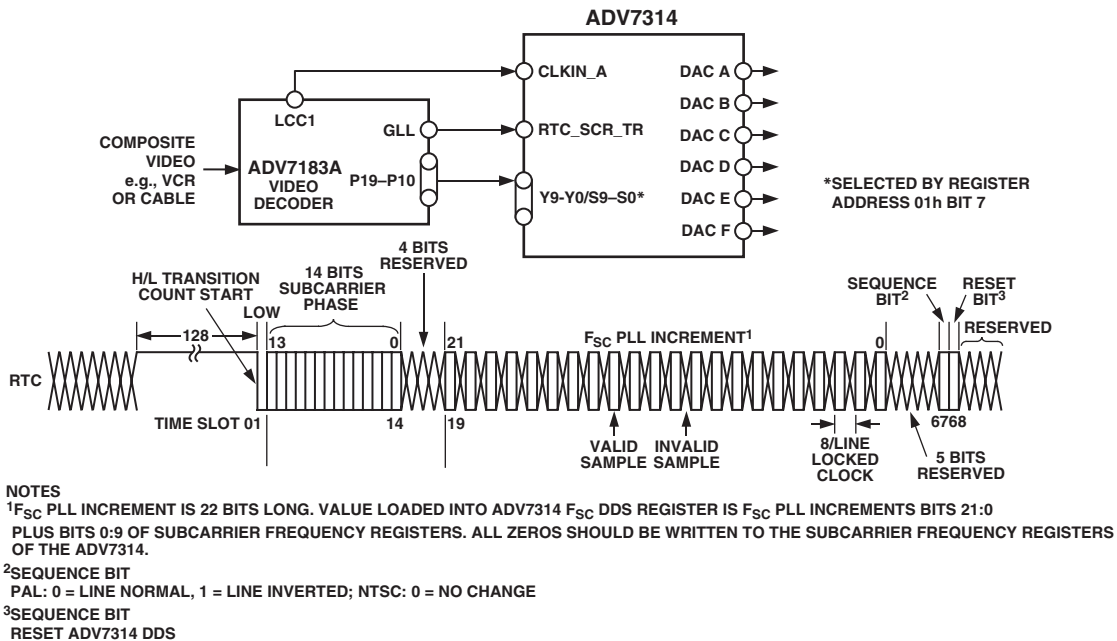 ADV7314
CLKIN_A
DAC A
DAC B
LCC1
GLL
RTC_SCR_TR
DAC C
COMPOSITE
VIDEO
e.g., VCR
OR CABLE
ADV7183A
VIDEO
DECODER
P19–P10
DAC D
Y9-Y0/S9–S0*
DAC E
DAC F
*SELECTED BY REGISTER
ADDRESS 01h BIT 7
H/L TRANSITION
COUNT START
14 BITS
SUBCARRIER
PHASE
4 BITS
RESERVED
SEQUENCE
BIT2
RESET
BIT3
LOW
128
13
0
21
FSC PLL INCREMENT1
0
RESERVED
RTC
TIME SLOT 01
14
19
6768
VALID
SAMPLE
INVALID
SAMPLE
8/LINE
LOCKED
CLOCK
5 BITS
RESERVED
NOTES
1FSC PLL INCREMENT IS 22 BITS LONG. VALUE LOADED INTO ADV7314 FSC DDS REGISTER IS FSC PLL INCREMENTS BITS 21:0
PLUS BITS 0:9 OF SUBCARRIER FREQUENCY REGISTERS. ALL ZEROS SHOULD BE WRITTEN TO THE SUBCARRIER FREQUENCY REGISTERS
OF THE ADV7314.
2SEQUENCE BIT
PAL: 0 = LINE NORMAL, 1 = LINE INVERTED; NTSC: 0 = NO CHANGE
3SEQUENCE BIT
RESET ADV7314 DDS